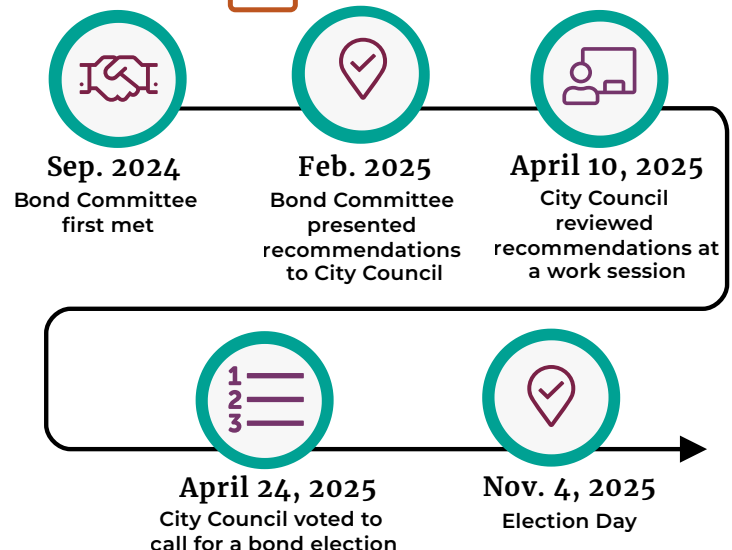 Sep. 2024
Bond Committee
first met
Feb. 2025
Bond Committee
presented
recommendations
to City Council
April 10, 2025
City Council
reviewed
recommendations at
a work session
1
2
3
April 24, 2025
City Council voted to
call for a bond election
Nov. 4, 2025
Election Day